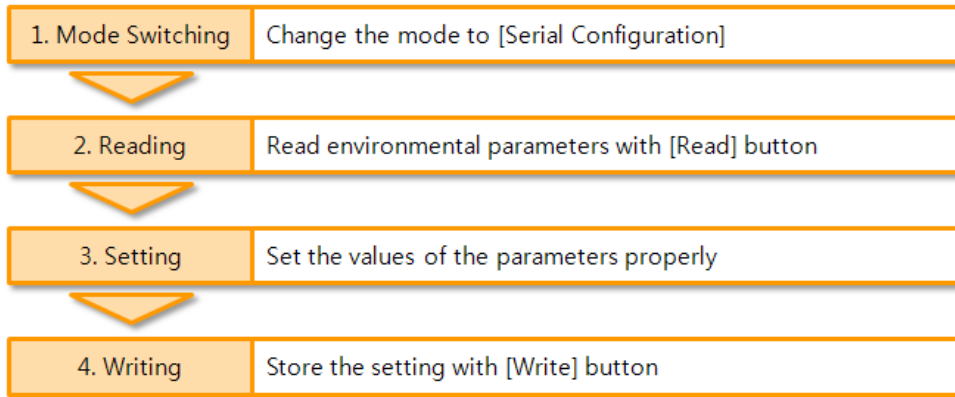 1. Mode Switching Change the mode to [Serial Configuration]
2. Reading Read environmental parameters with [Read] button
3. Setting Set the values of the parameters properly
4. Writing Store the setting with [Write] button